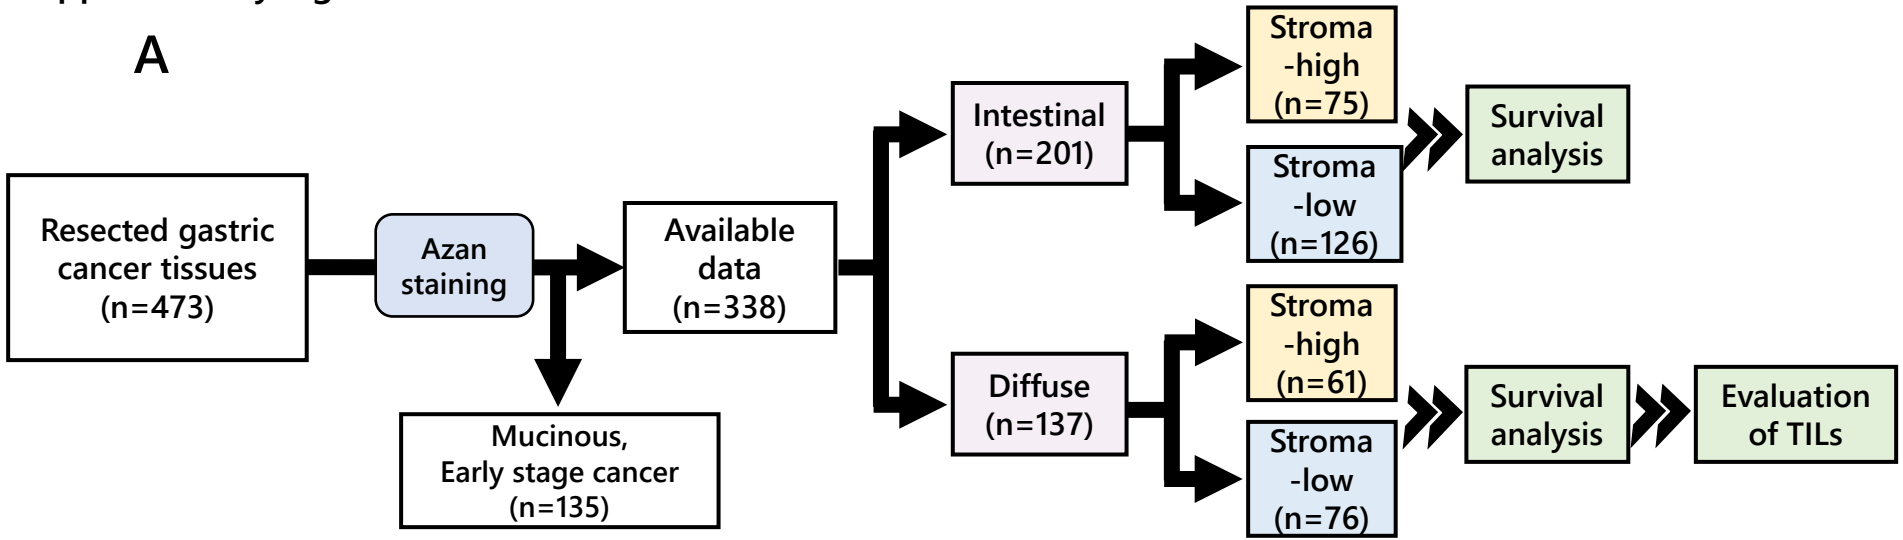 A
Resected gastric
cancer tissues
(n=473)
Azan
staining
Mucinous,
Early stage cancer
(n=135)
Available
data
(n=338)
Intestinal
(n=201)
Stroma
-high
(n=75)
Stroma
-low
(n=126)
Survival
analysis
Diffuse
(n=137)
Stroma
-high
(n=61)
Stroma
-low
(n=76)
Survival
analysis
Evaluation
of TILs